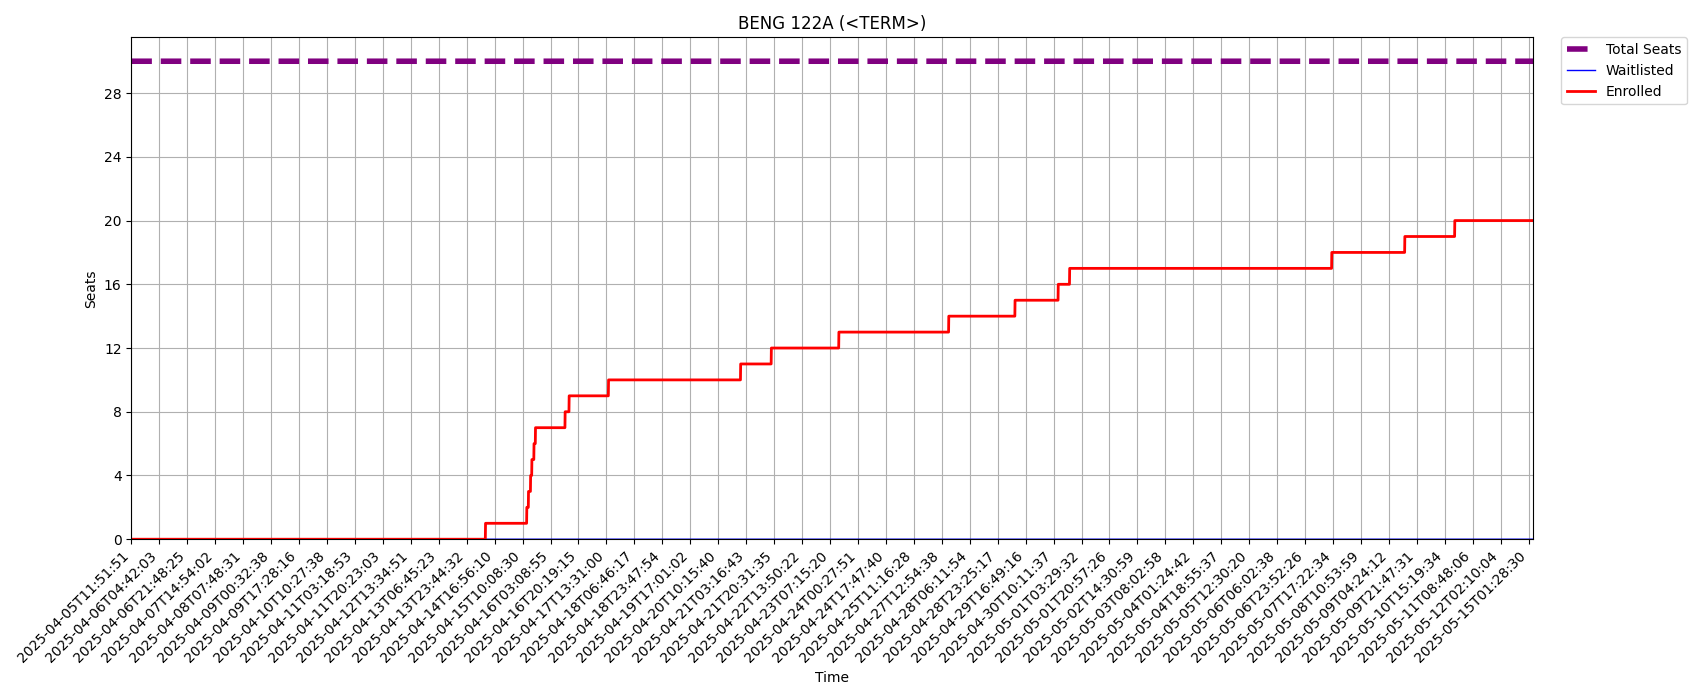 BENG 122A (<TERM>)
Total Seats
Waitlisted
Enrolled
Seats
28
24
20
16
12
8
4
0
2025-04-05T11:51:51
2025-04-06T04:42:03
2025-04-06T21:48:25
2025-04-07T14:54:02
2025-04-08T07:48:31
2025-04-09T00:32:38
2025-04-09T17:28:16
2025-04-10T10:27:38
2025-04-11T03:18:53
2025-04-11T20:23:03
2025-04-12T13:34:51
2025-04-13T06:45:23
2025-04-13T23:44:32
2025-04-14T16:56:10
2025-04-15T10:08:30
2025-04-16T03:08:55
2025-04-16T20:19:15
2025-04-17T13:31:00
2025-04-18T06:46:17
2025-04-18T23:47:54
2025-04-19T17:01:02
2025-04-20T10:15:40
2025-04-21T03:16:43
2025-04-21T20:31:35
2025-04-22T13:50:22
2025-04-23T07:15:20
2025-04-24T00:27:51
2025-04-24T17:47:40
2025-04-25T11:16:28
2025-04-27T12:54:38
2025-04-28T06:11:54
2025-04-28T23:25:17
2025-04-29T16:49:16
2025-04-30T10:11:37
2025-05-01T03:29:32
2025-05-01T20:57:26
2025-05-02T14:30:59
2025-05-03T08:02:58
2025-05-04T01:24:42
2025-05-04T18:55:37
2025-05-05T12:30:20
2025-05-06T06:02:38
2025-05-06T23:52:26
2025-05-07T17:22:34
2025-05-08T10:53:59
2025-05-09T04:24:12
2025-05-09T21:47:31
2025-05-10T15:19:34
2025-05-11T08:48:06
2025-05-12T02:10:04
2025-05-15T01:28:30
Time